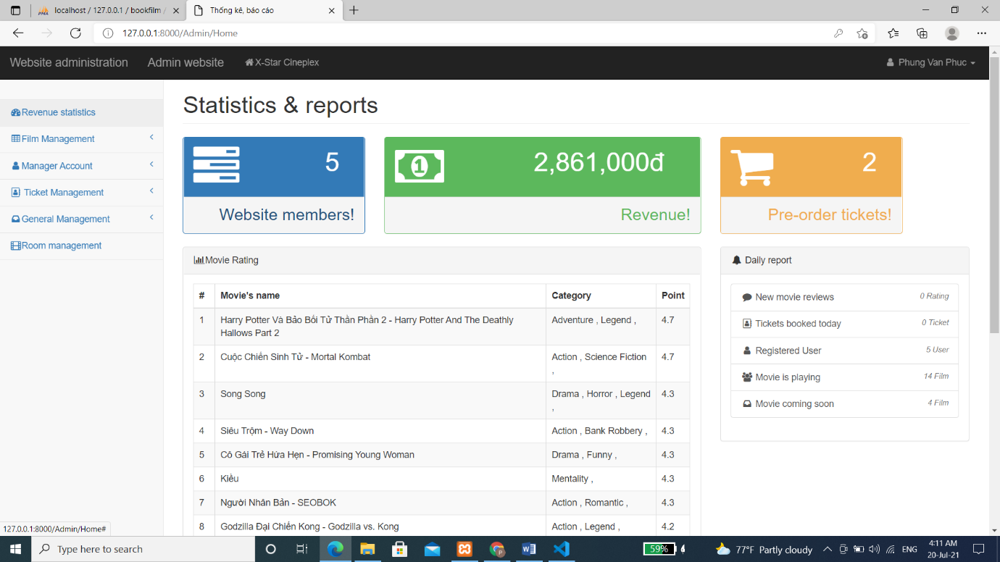 localhost / 127.0.0.1 / bookfilm /
Thống kê, báo cáo
127.0.0.1:8000/Admin/Home
Website administration
Admin website
X-Star Cineplex
Phung Van Phuc
Revenue statistics
Film Management
Manager Account
Ticket Management
General Management
Room management
Statistics & reports
5
Website members!
2,861,000đ
Revenue!
2
Pre-order tickets!
Movie Rating
# Movie's name Category Point
1 Harry Potter Và Bảo Bối Tử Thần Phần 2 - Harry Potter And The Deathly Adventure , Legend , 4.7
Hallows Part 2
2 Cuộc Chiến Sinh Tử - Mortal Kombat Action , Science Fiction 4.7
,
3 Song Song Drama , Horror , Legend 4.3
,
4 Siêu Trộm - Way Down Action , Bank Robbery , 4.3
5 Cô Gái Trẻ Hứa Hẹn - Promising Young Woman Drama , Funny , 4.3
6 Kiều Mentality , 4.3
7 Người Nhân Bản - SEOBOK Action , Romantic , 4.3
8 Godzilla Đại Chiến Kong - Godzilla vs. Kong Action , Legend , 4.2
Daily report
New movie reviews 0 Rating
Tickets booked today 0 Ticket
Registered User 5 User
Movie is playing 14 Film
Movie coming soon 4 Film
127.0.0.1:8000/Admin/Home#
Type here to search
59%
77°F Partly cloudy
ENG
4:11 AM
20-Jul-21